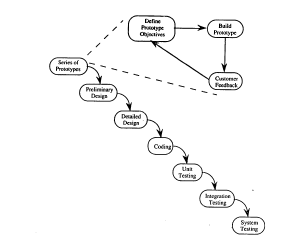 Define
Prototype
Objectives
Build
Prototype
Customer
Feedback
Series of
Prototypes
Preliminary
Design
Detailed
Design
Coding
Unit
Testing
Integration
Testing
System
Testing